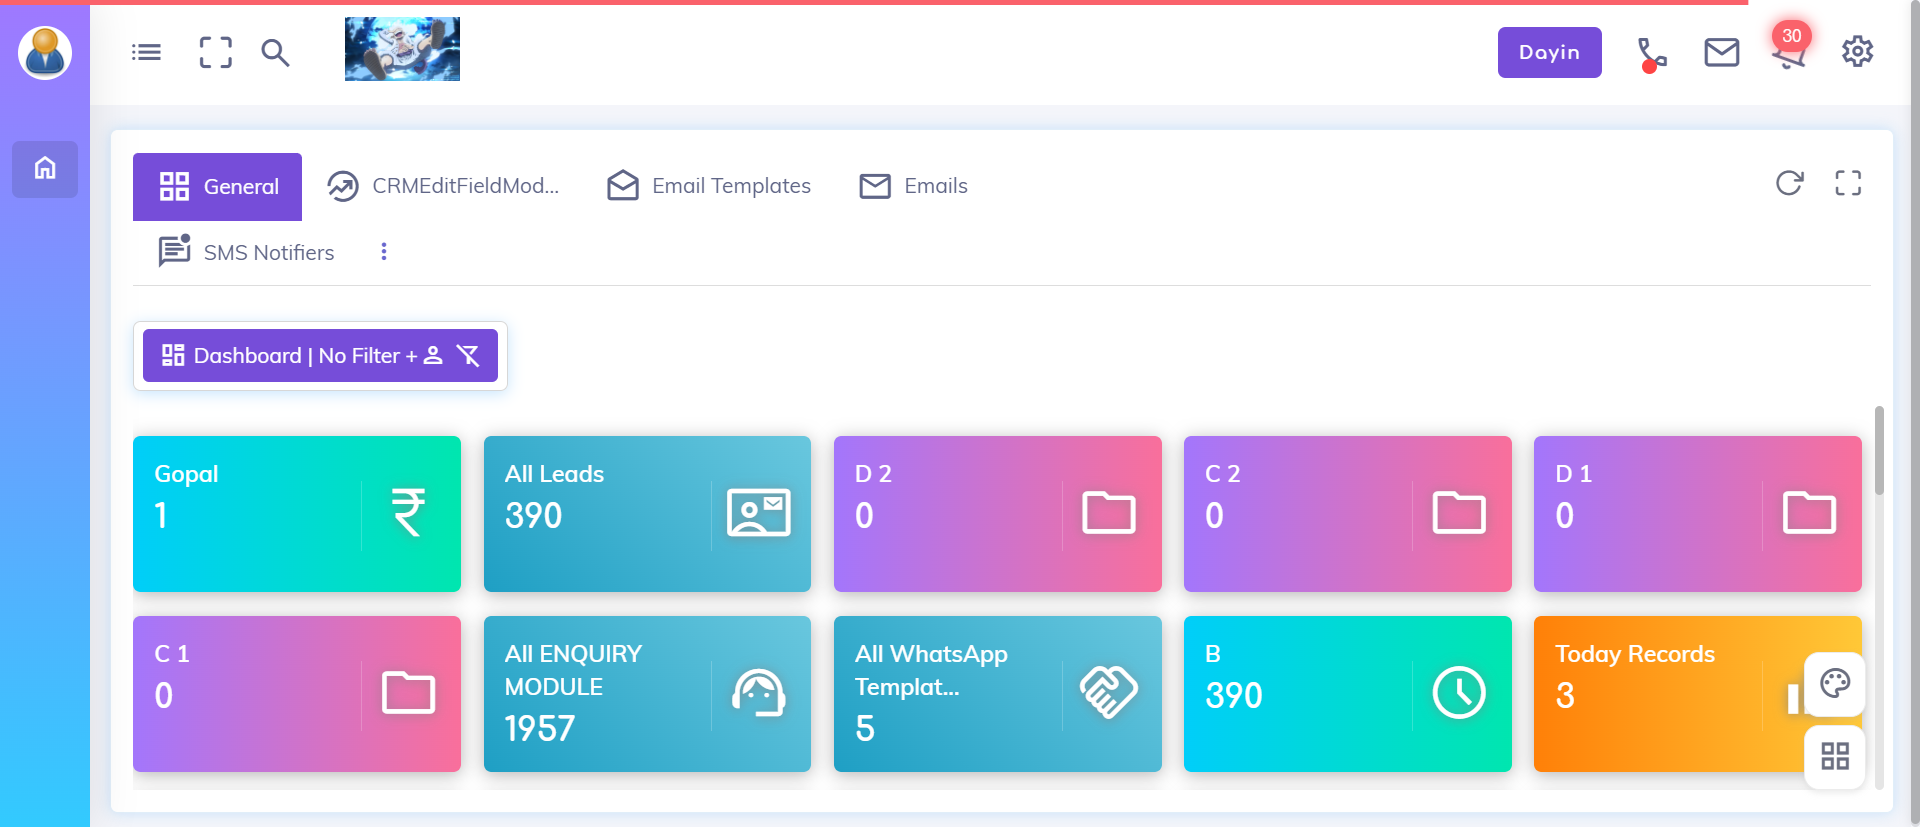 Dayin
30
General
CRMEditFieldMod...
Email Templates
Emails
SMS Notifiers
Dashboard | No Filter +
Gopal
1
All Leads
390
D 2
0
C 2
0
D 1
0
C 1
0
All ENQUIRY
MODULE
1957
All WhatsApp
Templat...
5
B
390
Today Records
3